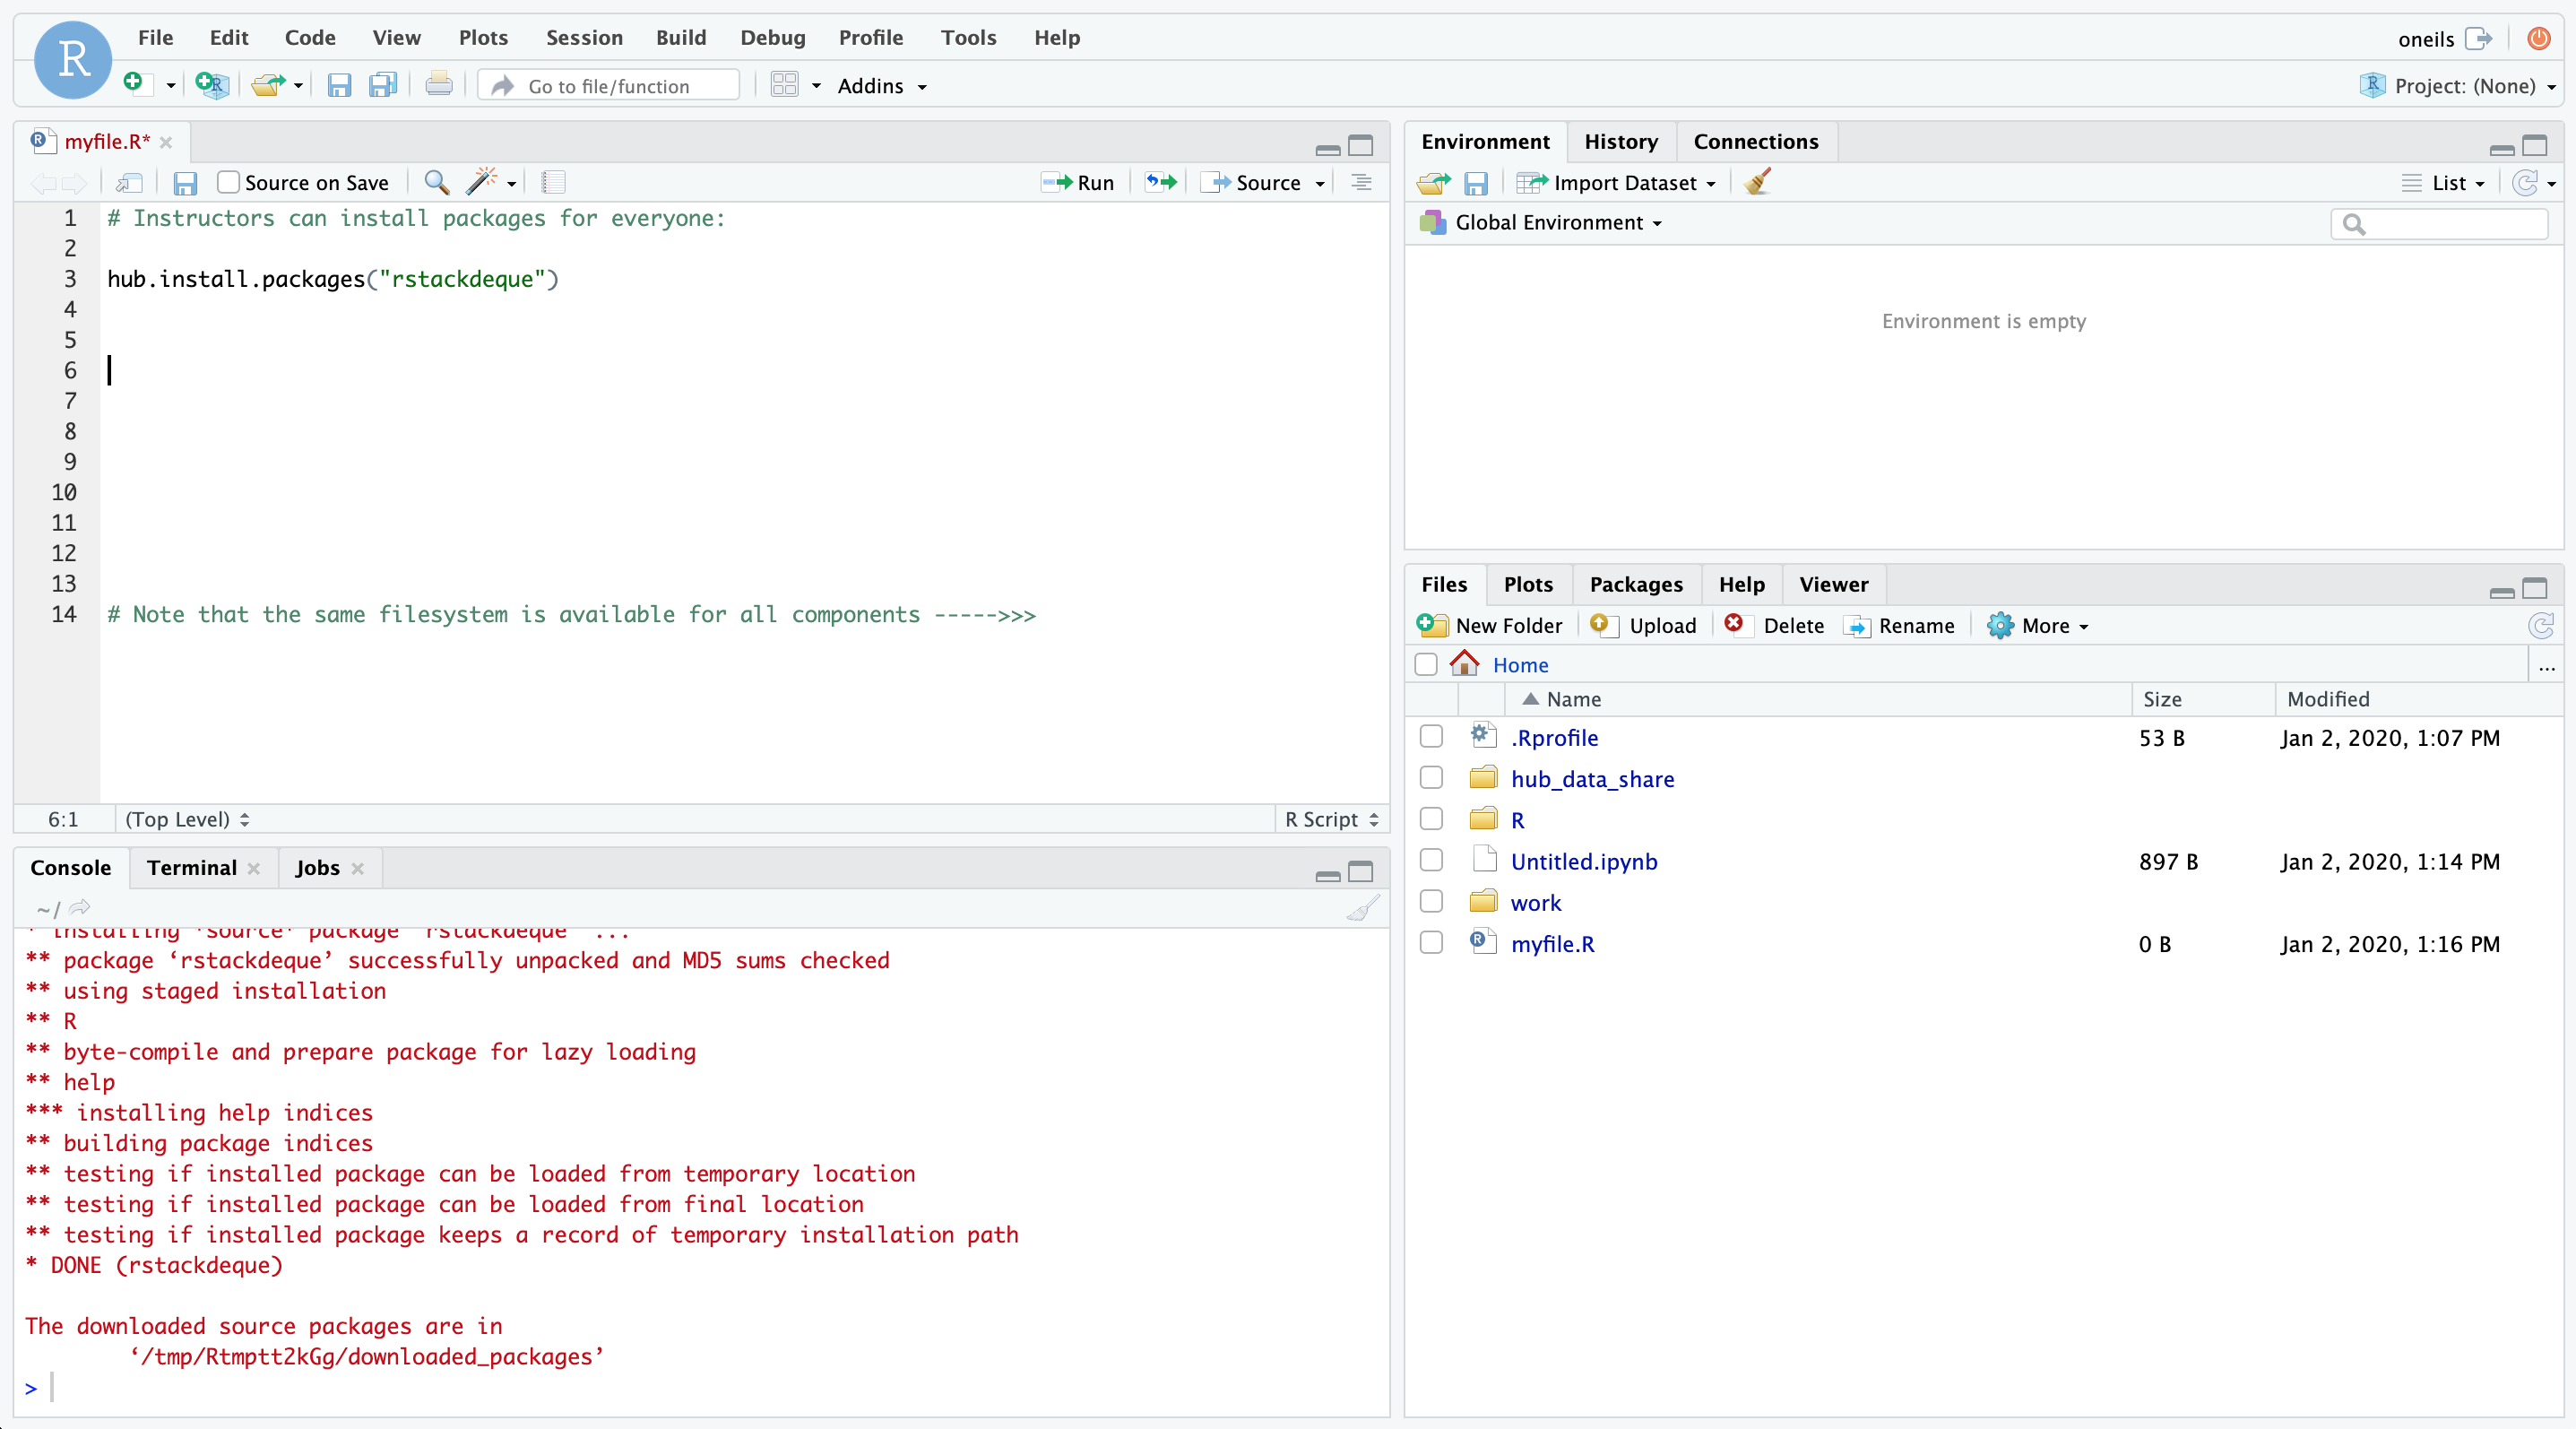 R
File Edit Code View Plots Session Build Debug Profile Tools Help
oneils
Go to file/function
Addins
Project: (None)
myfile.R*
Source on Save
Run
Source
1 # Instructors can install packages for everyone:
2
3 hub.install.packages("rstackdeque")
4
5
6
7
8
9
10
11
12
13
14 # Note that the same filesystem is available for all components ----->>>
6:1 (Top Level) R Script
Console Terminal Jobs
~/
* installing *source* package ‘rstackdeque’ ...
** package ‘rstackdeque’ successfully unpacked and MD5 sums checked
** using staged installation
** R
** byte-compile and prepare package for lazy loading
** help
*** installing help indices
** building package indices
** testing if installed package can be loaded from temporary location
** testing if installed package can be loaded from final location
** testing if installed package keeps a record of temporary installation path
* DONE (rstackdeque)
The downloaded source packages are in
‘/tmp/Rtmptt2kGg/downloaded_packages’
>
Environment History Connections
Import Dataset
List
Global Environment
Environment is empty
Files Plots Packages Help Viewer
New Folder Upload Delete Rename More
Home ...
Name Size Modified
.Rprofile 53 B Jan 2, 2020, 1:07 PM
hub_data_share
R
Untitled.ipynb 897 B Jan 2, 2020, 1:14 PM
work
myfile.R 0 B Jan 2, 2020, 1:16 PM